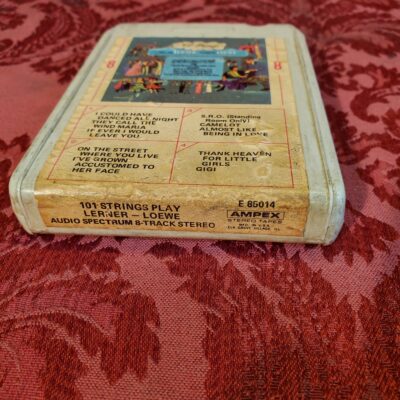 8
8
I COULD HAVE
DANCED ALL NIGHT
THEY CALL THE
WIND MARIA
IF EVER I WOULD
LEAVE YOU
S.R.O. (Standing
Room Only)
CAMELOT
ALMOST LIKE
BEING IN LOVE
ON THE STREET
WHERE YOU LIVE
I'VE GROWN
ACCUSTOMED TO
HER FACE
THANK HEAVEN
FOR LITTLE
GIRLS
GIGI
101 STRINGS PLAY
LERNER — LOEWE
AUDIO SPECTRUM 8-TRACK STEREO
E 85014
AMPEX
STEREO TAPES